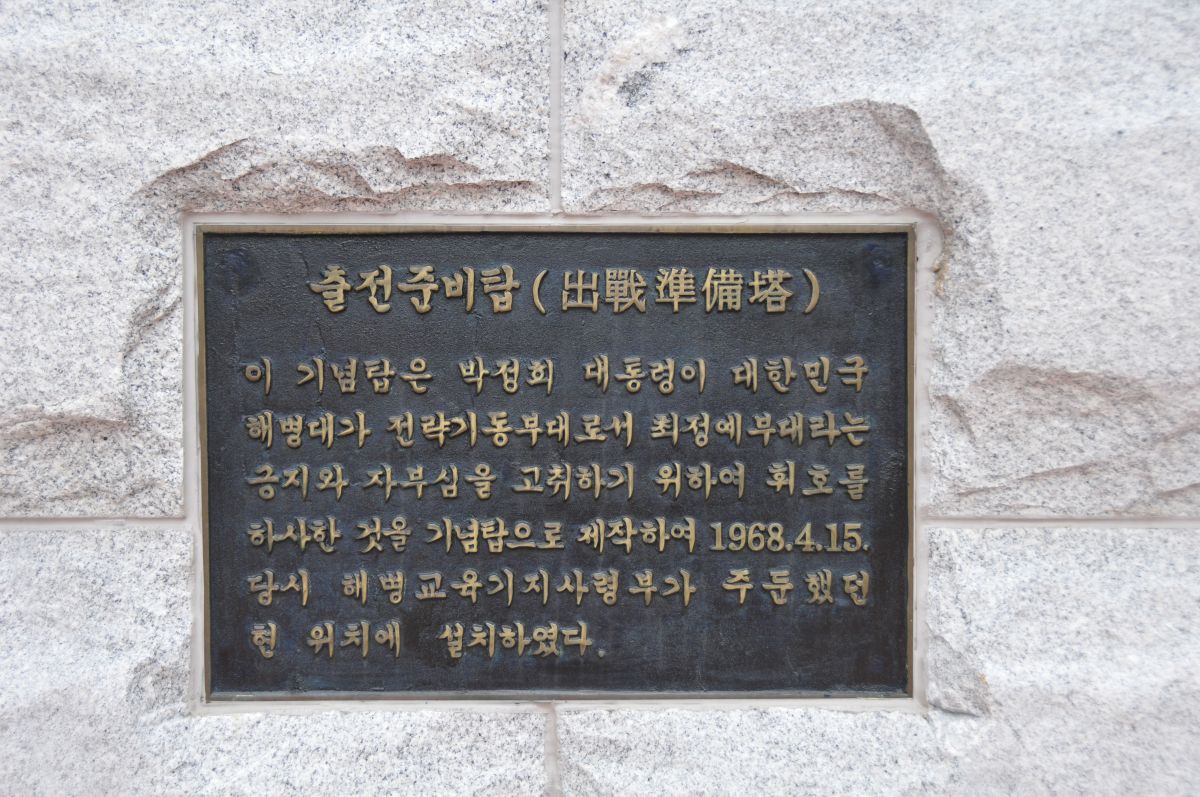 출전준비탑(出戰準備塔)
이 기념탑은 박정희 대통령이 대한민국
해병대가 전략기동부대로서 최정예부대라는
긍지와 자부심을 고취하기 위하여 휘호를
하사한 것을 기념탑으로 제작하여 1968.4.15.
당시 해병교육기지사령부가 주둔했던
현 위치에 설치하였다.